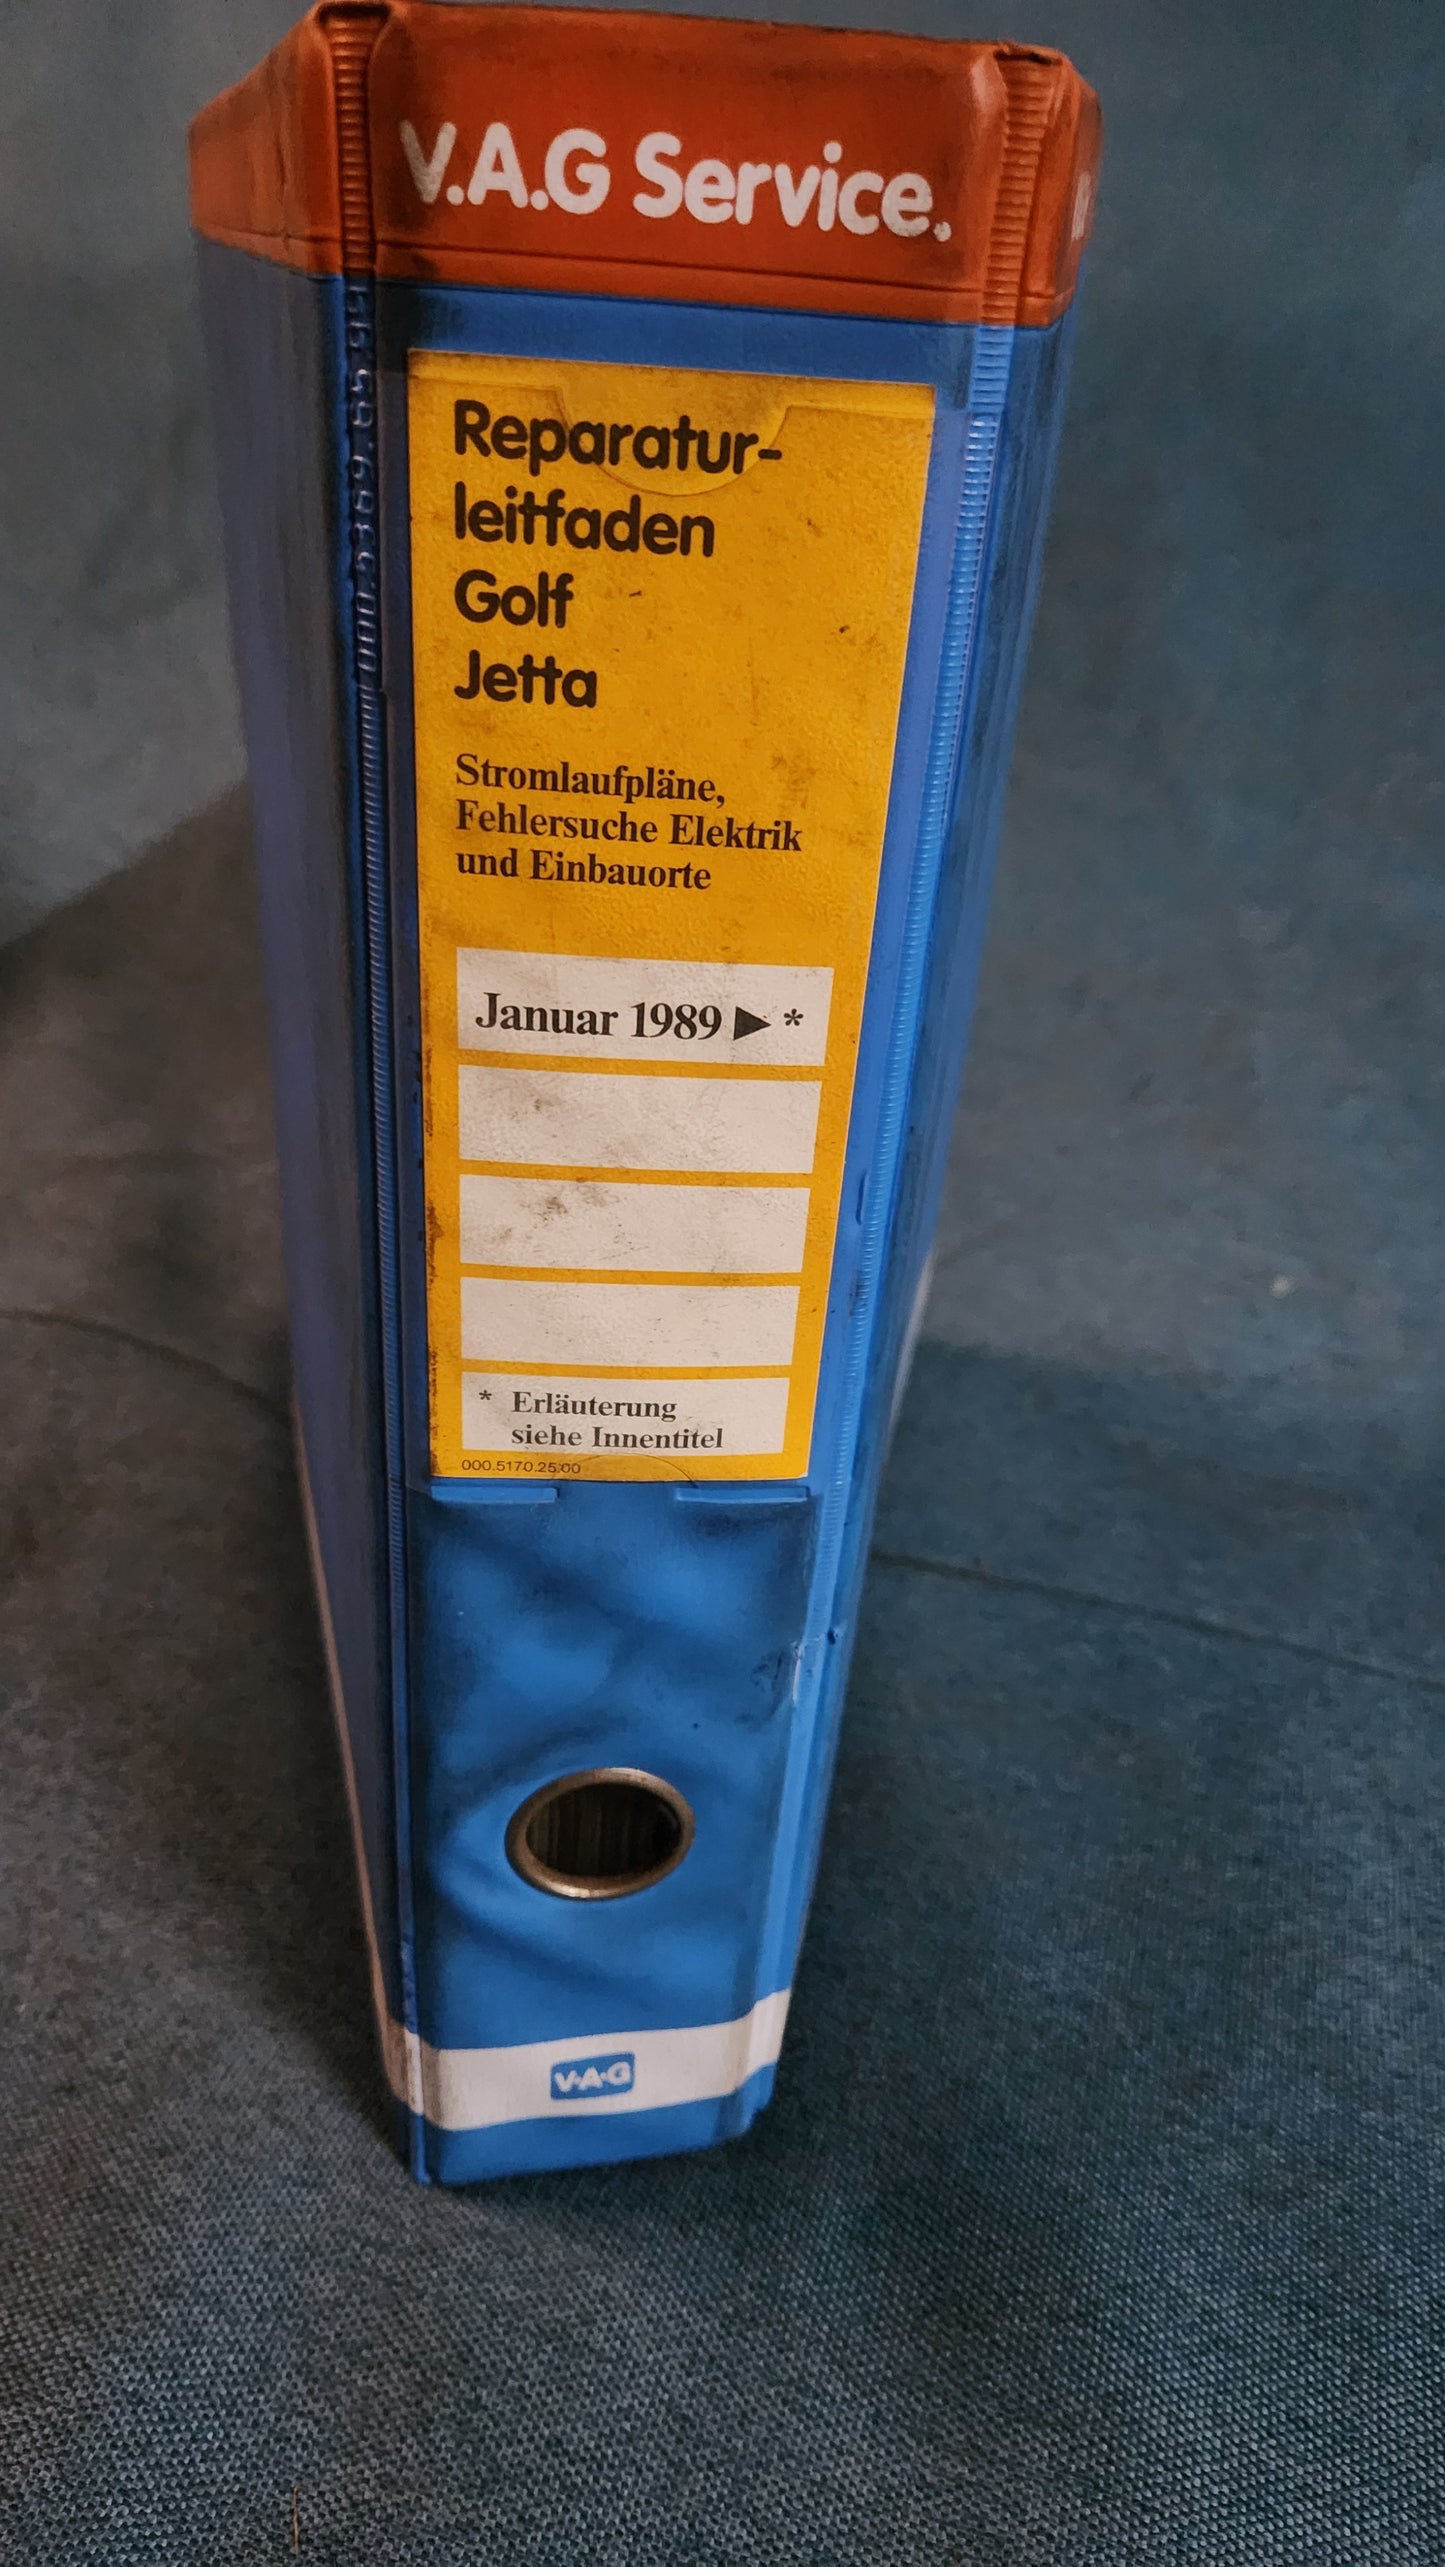 V.A.G Service.
Reparatur-
leitfaden
Golf
Jetta
Stromlaufpläne,
Fehlersuche Elektrik
und Einbauorte
Januar 1989 ▶ *
* Erläuterung
siehe Innentitel
000.5170.25.00
V·A·G